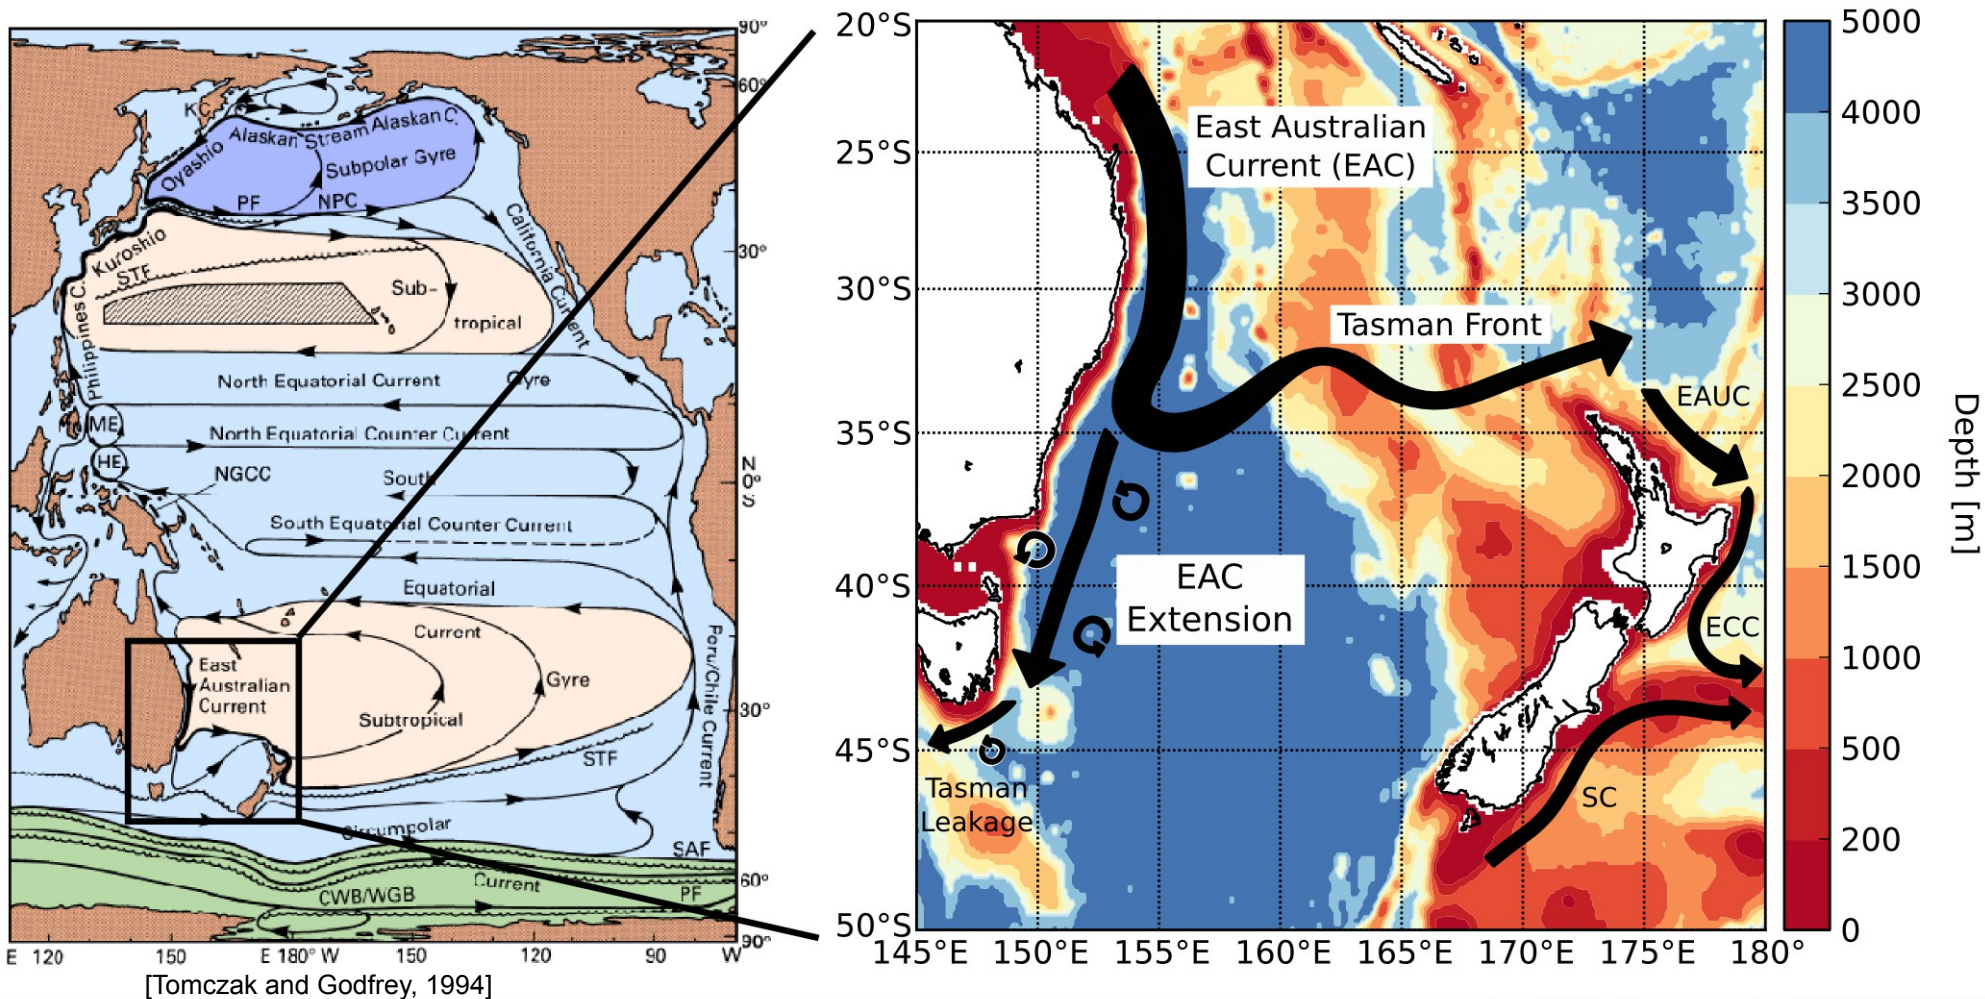 90°
60°
30°
N
0°
S
30°
60°
90°
KC
Alaskan Stream
Alaskan C.
Oyashio
Subpolar Gyre
PF
NPC
Kuroshio
STF
California Current
Sub-
tropical
Philippines C.
North Equatorial Current
Gyre
ME
North Equatorial Counter Current
HE
NGCC
South
South Equatorial Counter Current
Equatorial
Current
East
Australian
Current
Gyre
Subtropical
Peru/Chile Current
STF
Circumpolar
SAF
Current
CWB/WGB
PF
E 120
150
E 180° W
150
120
90
W
[Tomczak and Godfrey, 1994]
20°S
25°S
30°S
35°S
40°S
45°S
50°S
East Australian
Current (EAC)
Tasman Front
EAUC
EAC
Extension
ECC
Tasman
Leakage
SC
145°E
150°E
155°E
160°E
165°E
170°E
175°E
180°
5000
4000
3500
3000
2500
2000
1500
1000
500
200
0
Depth [m]